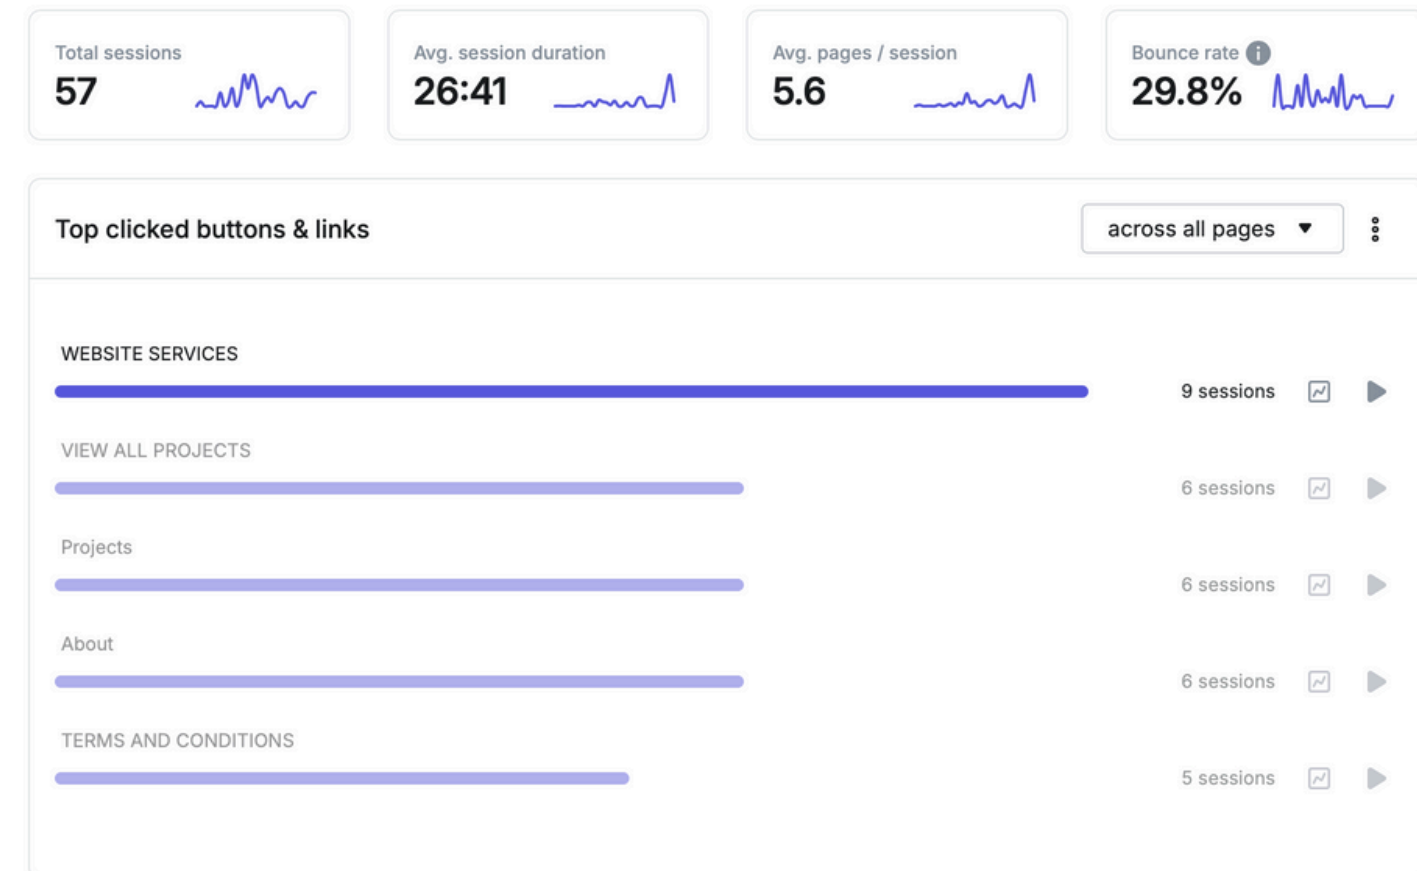 Total sessions
57
Avg. session duration
26:41
Avg. pages / session
5.6
Bounce rate
29.8%
Top clicked buttons & links
across all pages
WEBSITE SERVICES
9 sessions
VIEW ALL PROJECTS
6 sessions
Projects
6 sessions
About
6 sessions
TERMS AND CONDITIONS
5 sessions